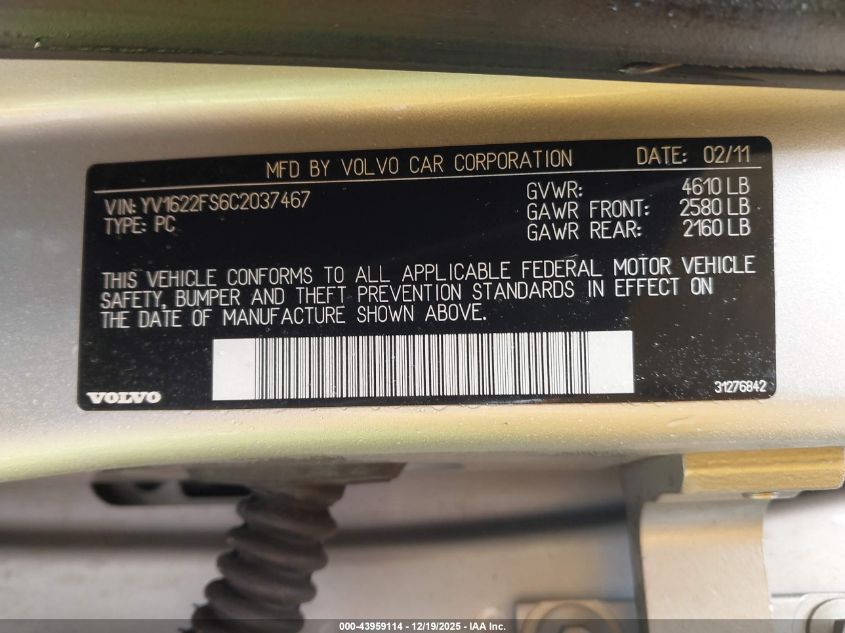 MFD BY VOLVO CAR CORPORATION DATE: 02/11
VIN: YV1622FS6C2037467 GVWR: 4610 LB
TYPE: PC GAWR FRONT: 2580 LB
GAWR REAR: 2160 LB
THIS VEHICLE CONFORMS TO ALL APPLICABLE FEDERAL MOTOR VEHICLE
SAFETY, BUMPER AND THEFT PREVENTION STANDARDS IN EFFECT ON
THE DATE OF MANUFACTURE SHOWN ABOVE.
VOLVO 31276842
000-43959114 - 12/19/2025 - IAA Inc.